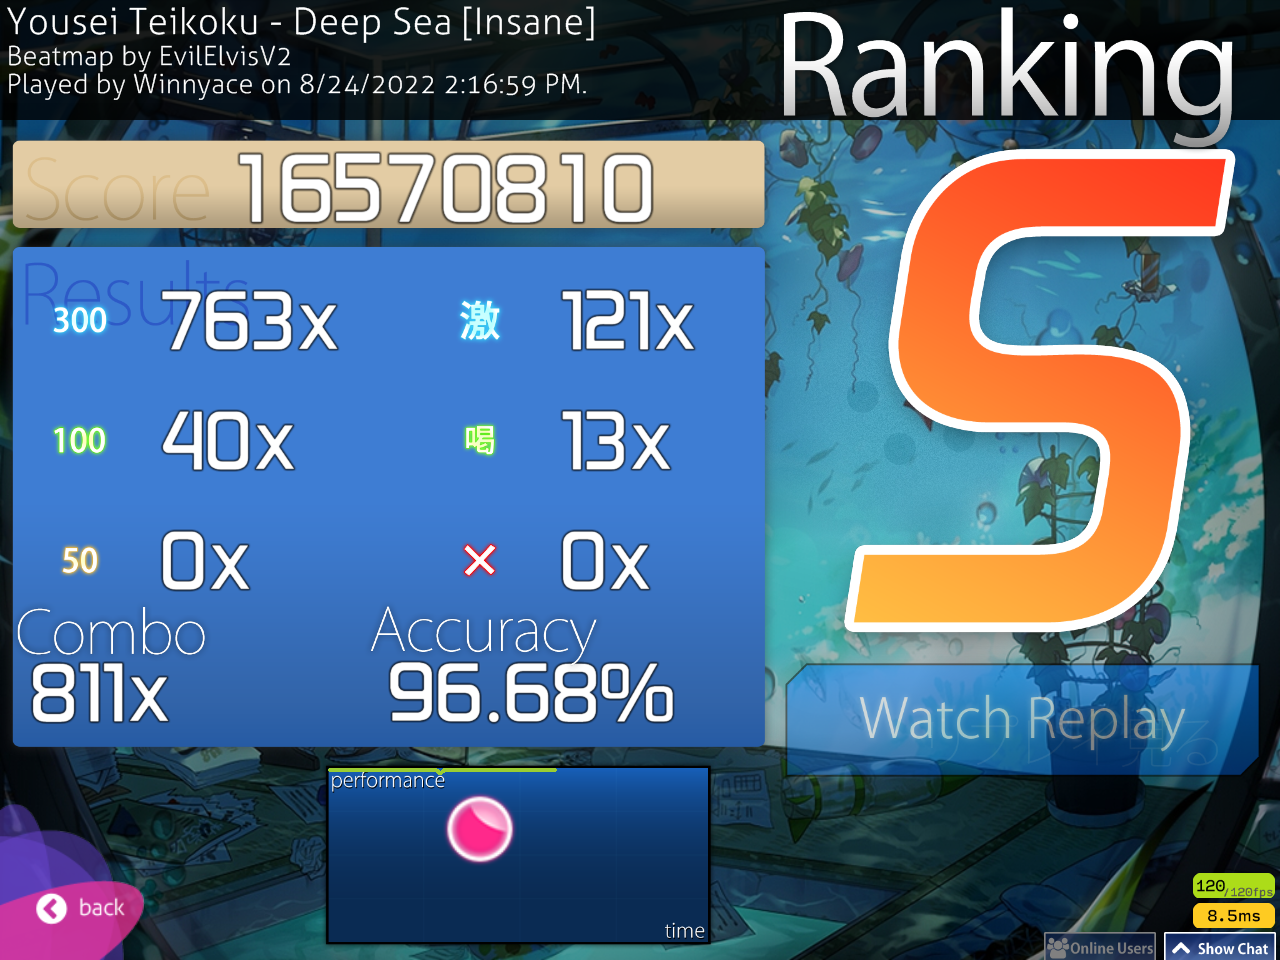 Yousei Teikoku - Deep Sea [Insane]
Beatmap by EvilElvisV2
Played by Winnyace on 8/24/2022 2:16:59 PM.
Ranking
Score 16570810
Results
300 763x 激 121x
100 40x 喝 13x
50 0x 0x
Combo Accuracy
811x 96.68%
S
Watch Replay
performance
time
back
120/120fps
8.5ms
Online Users Show Chat